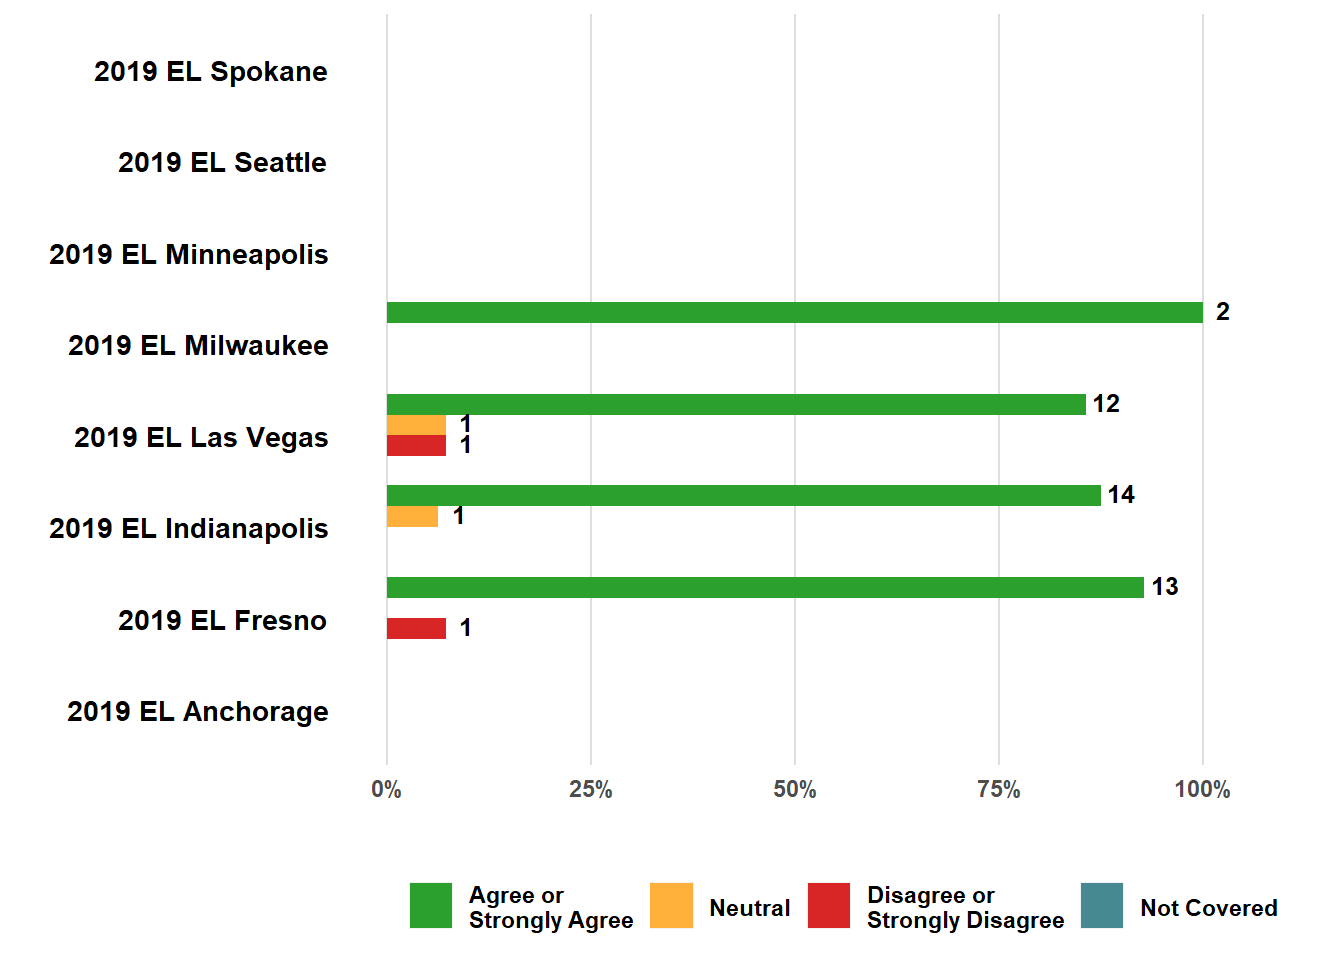 2019 EL Spokane
2019 EL Seattle
2019 EL Minneapolis
2
2019 EL Milwaukee
12
1
2019 EL Las Vegas
1
14
1
2019 EL Indianapolis
13
2019 EL Fresno
1
2019 EL Anchorage
0% 25% 50% 75% 100%
Agree or
Strongly Agree
Neutral
Disagree or
Strongly Disagree
Not Covered